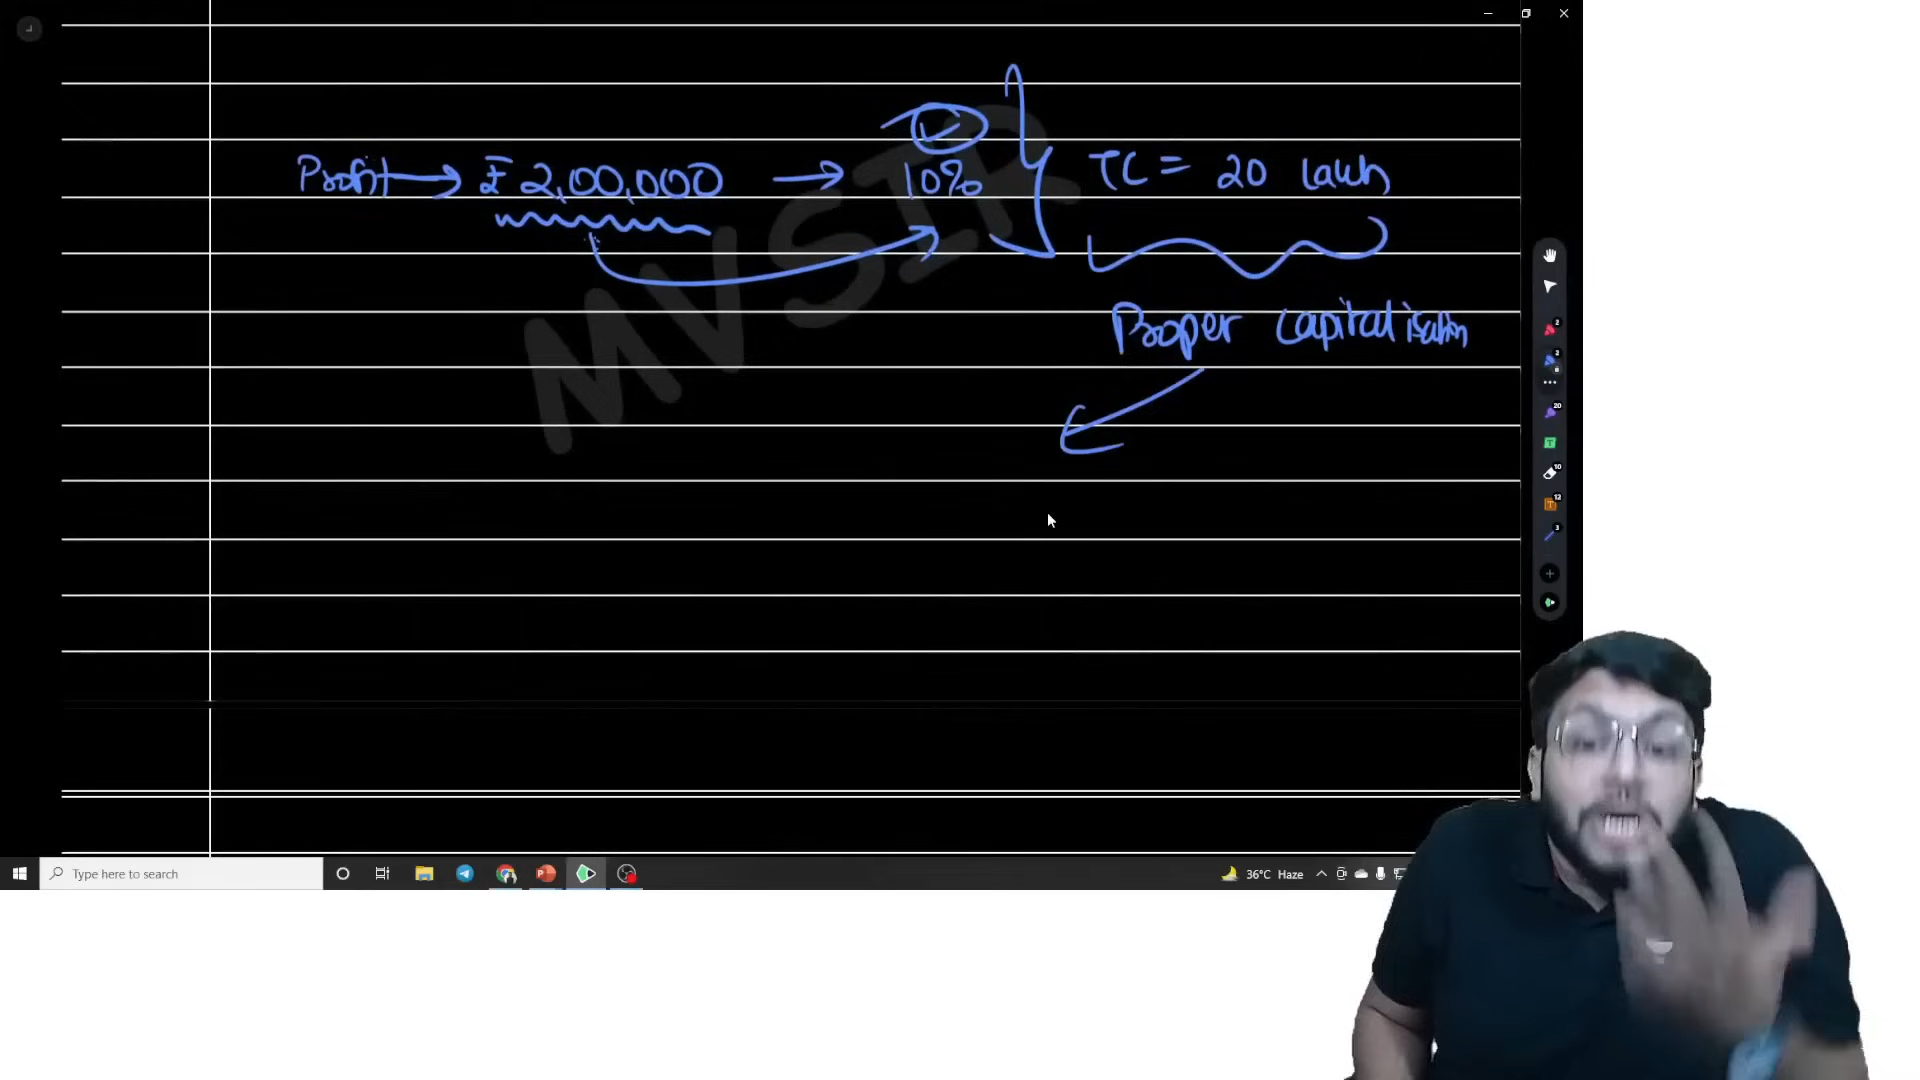 Profit → ₹ 2,00,000 → 10% TC = 20 lakh
Proper capitalisation
MVSIR
Type here to search
36°C Haze